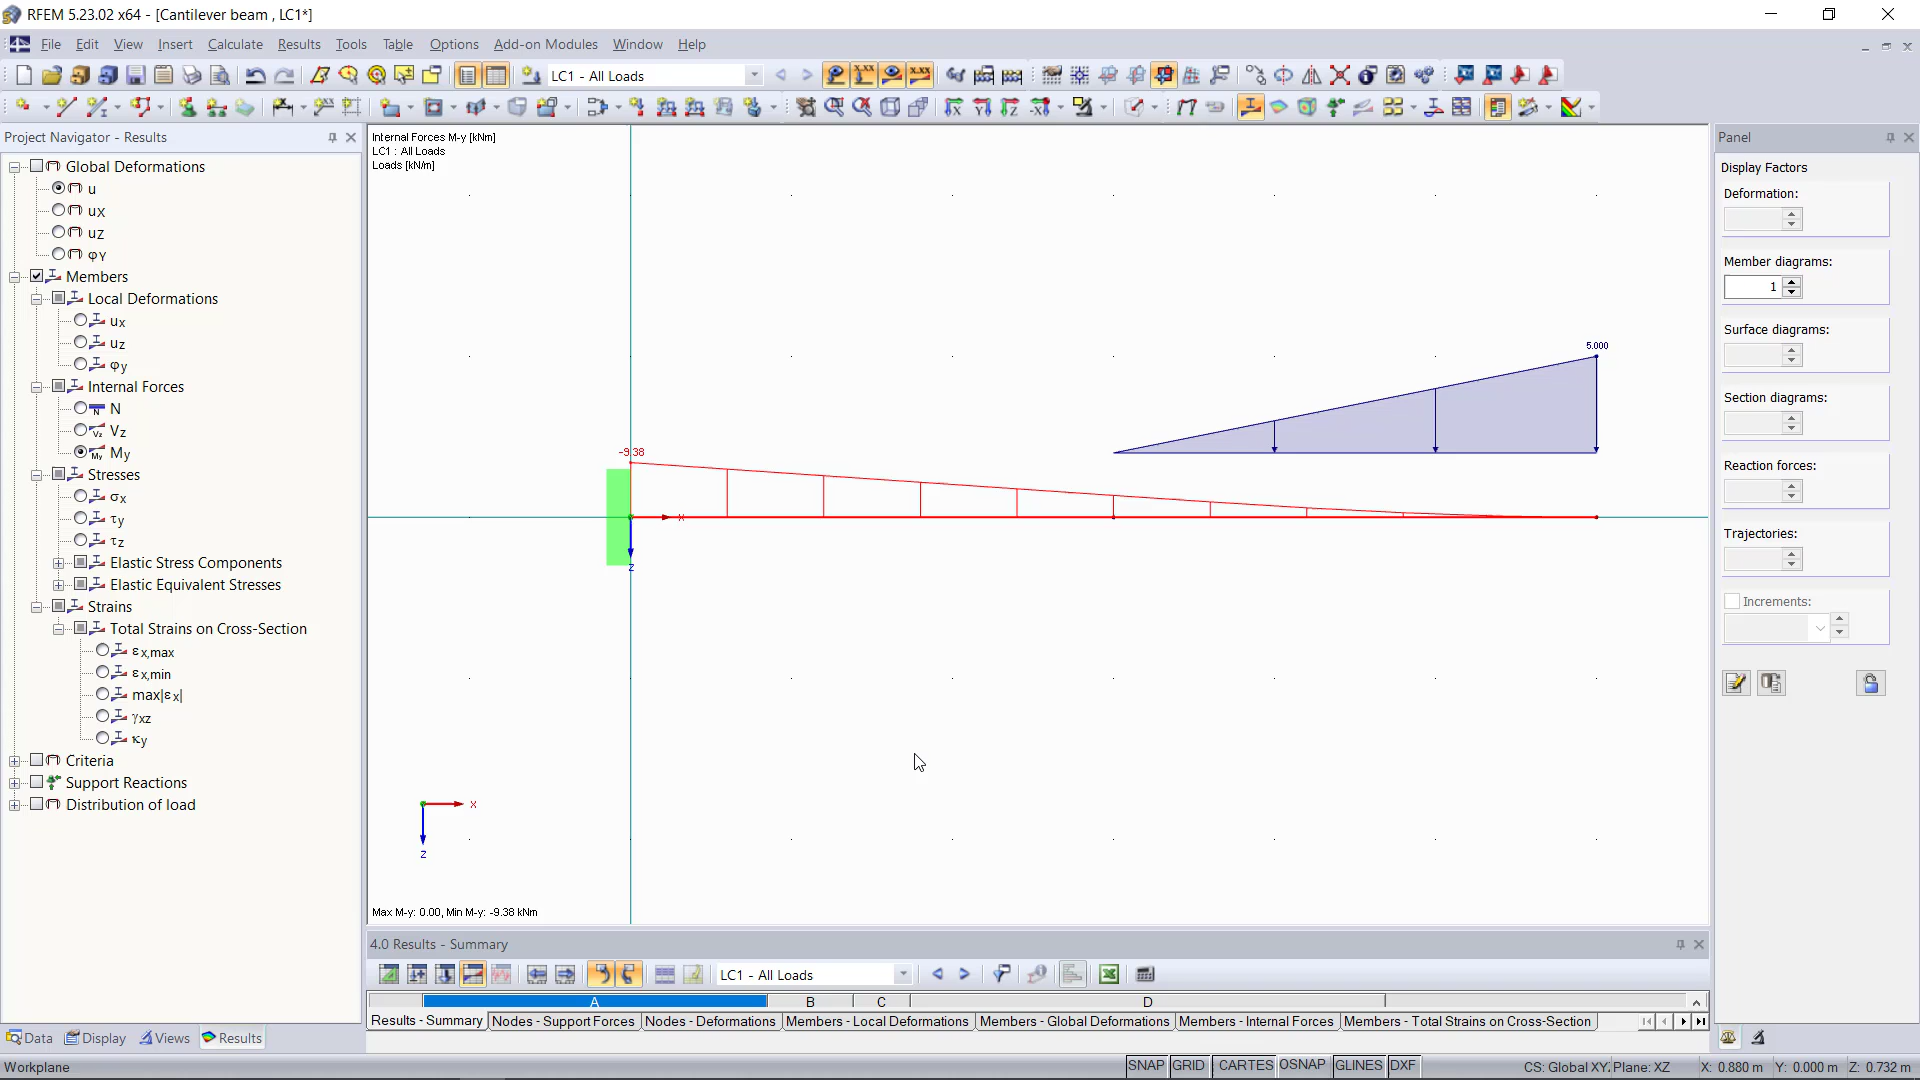 RFEM 5.23.02 x64 - [Cantilever beam , LC1*]
File Edit View Insert Calculate Results Tools Table Options Add-on Modules Window Help
LC1 - All Loads
Project Navigator - Results
Global Deformations
u
uX
uZ
φY
Members
Local Deformations
ux
uz
φy
Internal Forces
N
Vz
My
Stresses
σx
τy
τz
Elastic Stress Components
Elastic Equivalent Stresses
Strains
Total Strains on Cross-Section
εx,max
εx,min
max|εx|
γxz
κy
Criteria
Support Reactions
Distribution of load
Data Display Views Results
Internal Forces M-y [kNm]
LC1 : All Loads
Loads [kN/m]
5.000
-9.38
X
Z
X
Z
Max M-y: 0.00, Min M-y: -9.38 kNm
4.0 Results - Summary
LC1 - All Loads
A B C D
Results - Summary Nodes - Support Forces Nodes - Deformations Members - Local Deformations Members - Global Deformations Members - Internal Forces Members - Total Strains on Cross-Section
Panel
Display Factors
Deformation:
Member diagrams:
1
Surface diagrams:
Section diagrams:
Reaction forces:
Trajectories:
Increments:
Workplane
SNAP GRID CARTES OSNAP GLINES DXF CS: Global XY; Plane: XZ X: 0.880 m Y: 0.000 m Z: 0.732 m